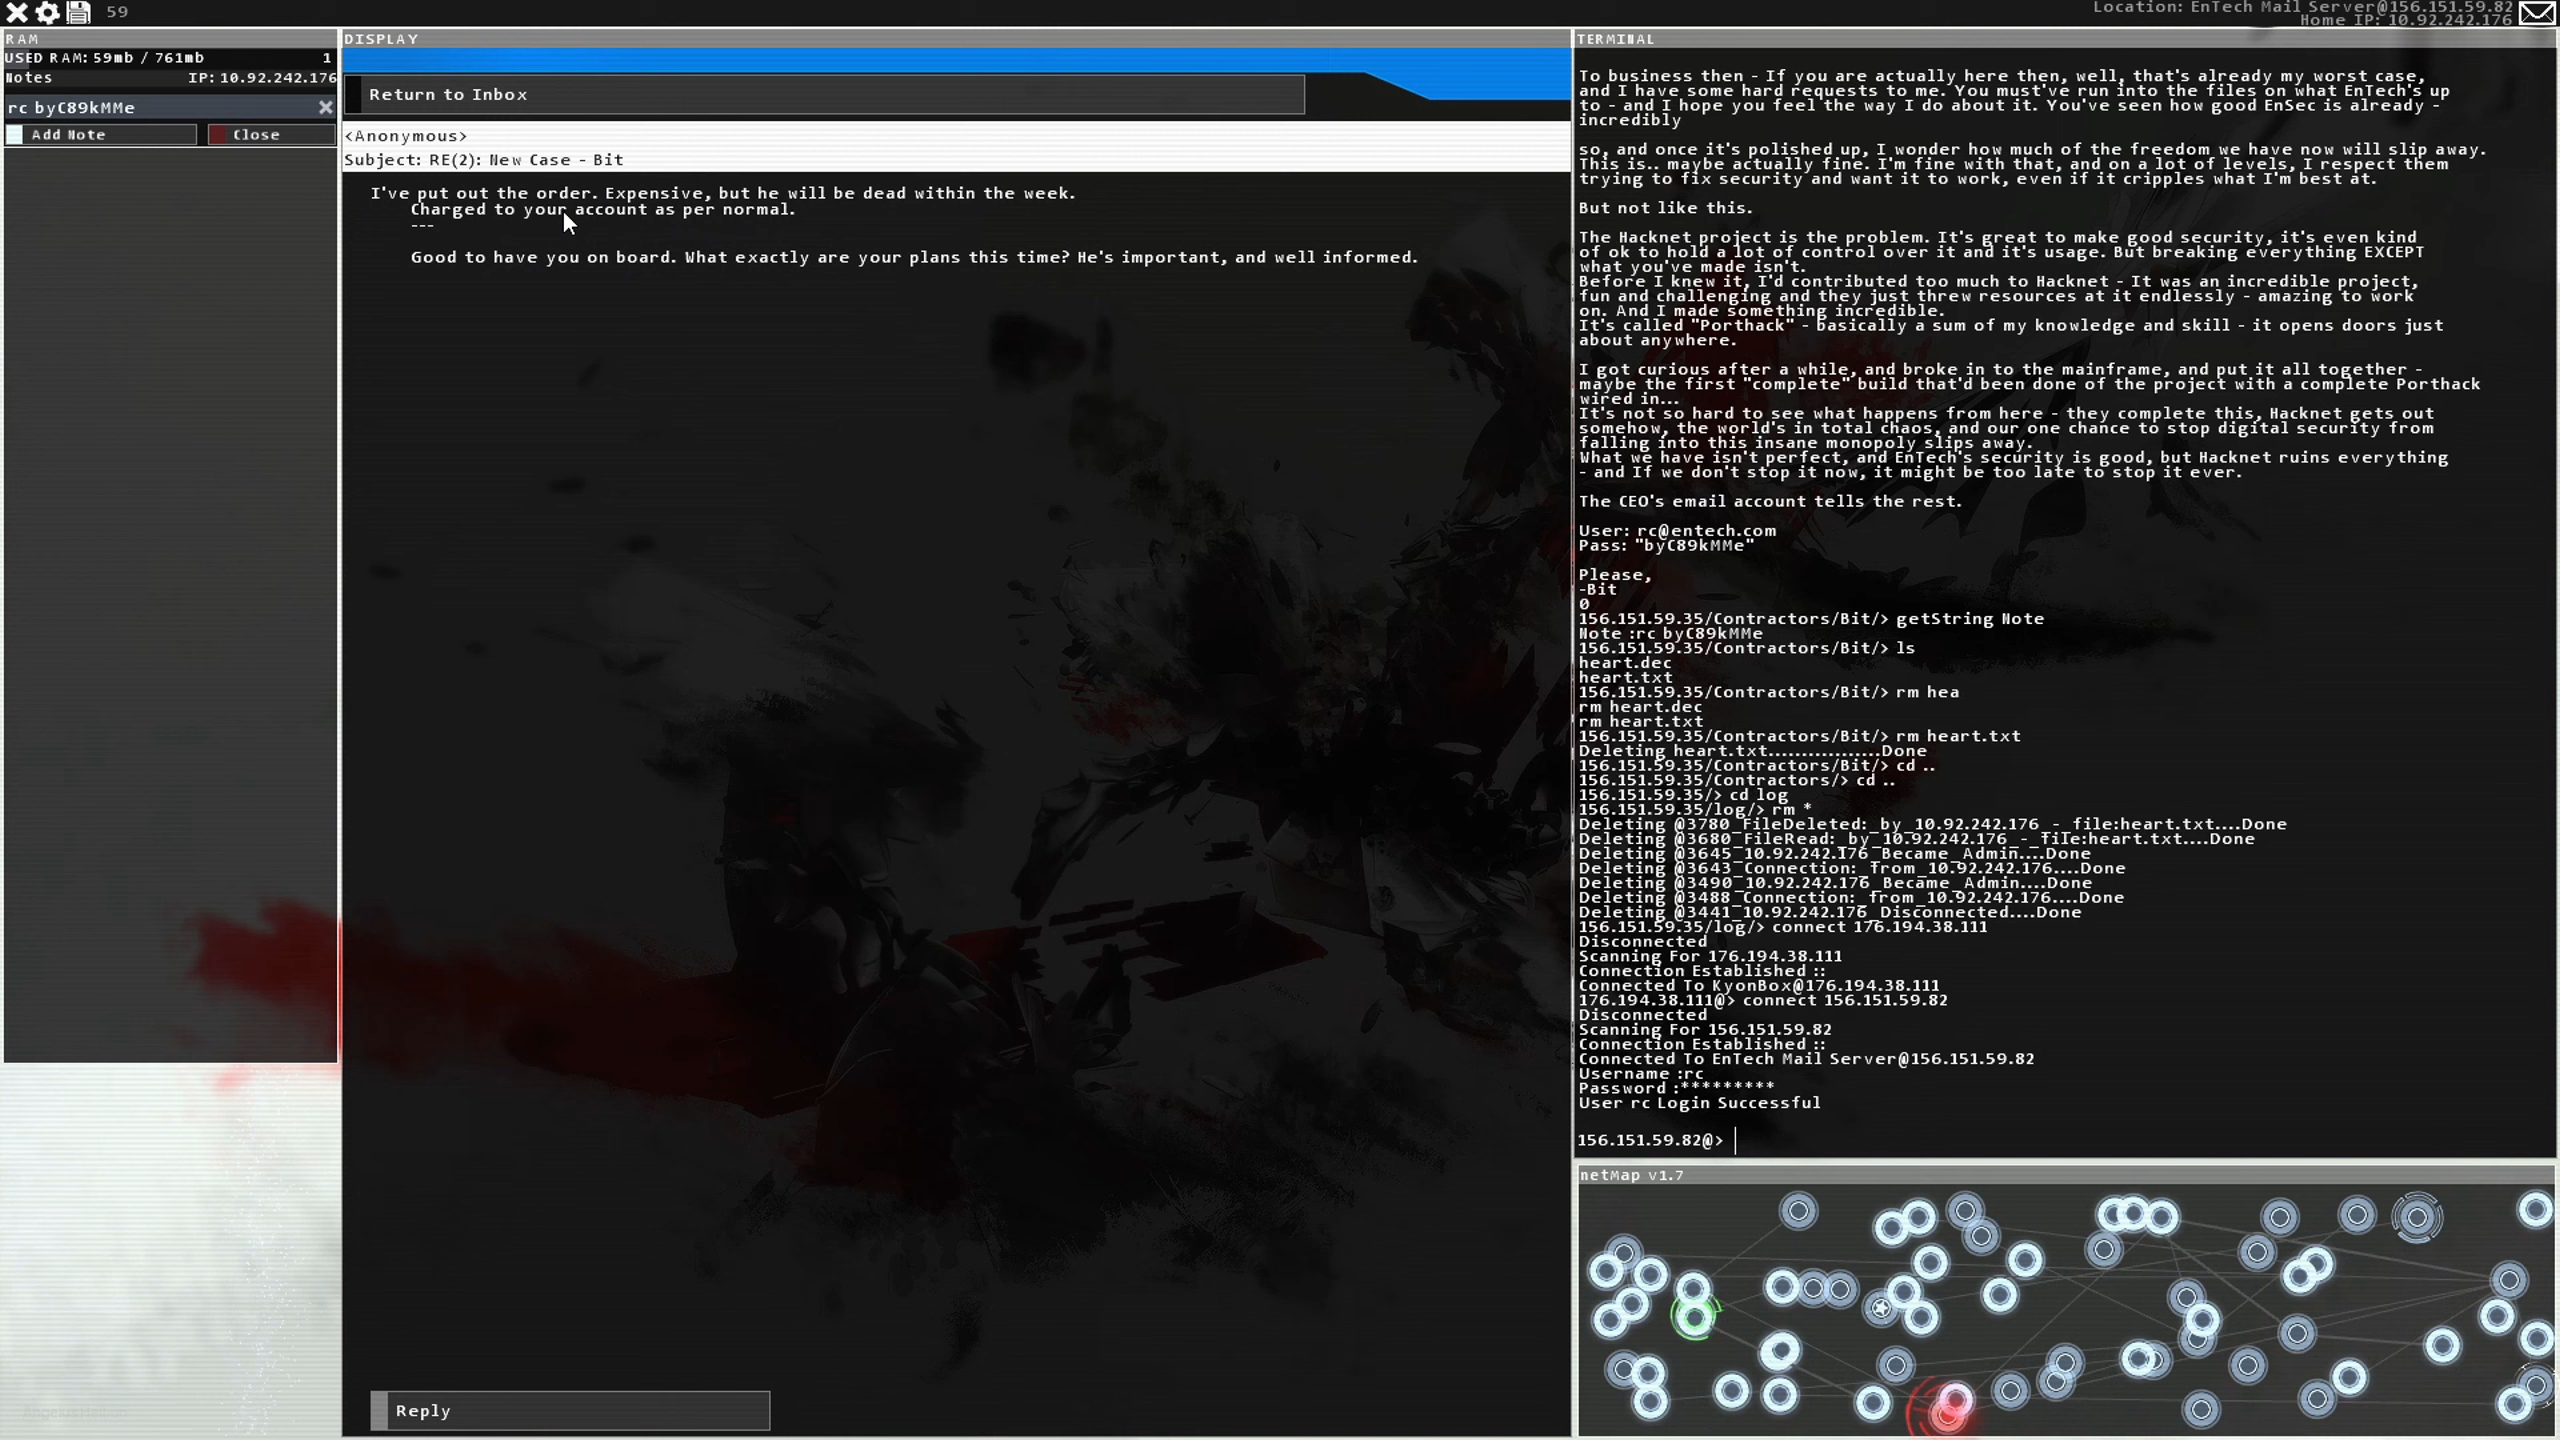 59
Location: EnTech Mail Server@156.151.59.82
Home IP: 10.92.242.176
RAM
USED RAM: 59mb / 761mb 1
Notes IP: 10.92.242.176
rc byC89kMMe
Add Note Close
DISPLAY
Return to Inbox
<Anonymous>
Subject: RE(2): New Case - Bit
I've put out the order. Expensive, but he will be dead within the week.
Charged to your account as per normal.
---
Good to have you on board. What exactly are your plans this time? He's important, and well informed.
Reply
TERMINAL
To business then - If you are actually here then, well, that's already my worst case,
and I have some hard requests to me. You must've run into the files on what EnTech's up
to - and I hope you feel the way I do about it. You've seen how good EnSec is already -
incredibly
so, and once it's polished up, I wonder how much of the freedom we have now will slip away.
This is.. maybe actually fine. I'm fine with that, and on a lot of levels, I respect them
trying to fix security and want it to work, even if it cripples what I'm best at.
But not like this.
The Hacknet project is the problem. It's great to make good security, it's even kind
of ok to hold a lot of control over it and it's usage. But breaking everything EXCEPT
what you've made isn't.
Before I knew it, I'd contributed too much to Hacknet - It was an incredible project,
fun and challenging and they just threw resources at it endlessly - amazing to work
on. And I made something incredible.
It's called "Porthack" - basically a sum of my knowledge and skill - it opens doors just
about anywhere.
I got curious after a while, and broke in to the mainframe, and put it all together -
maybe the first "complete" build that'd been done of the project with a complete Porthack
wired in...
It's not so hard to see what happens from here - they complete this, Hacknet gets out
somehow, the world's in total chaos, and our one chance to stop digital security from
falling into this insane monopoly slips away.
What we have isn't perfect, and EnTech's security is good, but Hacknet ruins everything
- and If we don't stop it now, it might be too late to stop it ever.
The CEO's email account tells the rest.
User: rc@entech.com
Pass: "byC89kMMe"
Please,
-Bit
0
156.151.59.35/Contractors/Bit/> getString Note
Note :rc byC89kMMe
156.151.59.35/Contractors/Bit/> ls
heart.dec
heart.txt
156.151.59.35/Contractors/Bit/> rm hea
rm heart.dec
rm heart.txt
156.151.59.35/Contractors/Bit/> rm heart.txt
Deleting heart.txt.................Done
156.151.59.35/Contractors/Bit/> cd ..
156.151.59.35/Contractors/> cd ..
156.151.59.35/> cd log
156.151.59.35/log/> rm *
Deleting @3780_FileDeleted:_by_10.92.242.176_-_file:heart.txt....Done
Deleting @3680_FileRead:_by_10.92.242.176_-_file:heart.txt....Done
Deleting @3645_10.92.242.176_Became_Admin....Done
Deleting @3643_Connection:_from_10.92.242.176....Done
Deleting @3490_10.92.242.176_Became_Admin....Done
Deleting @3488_Connection:_from_10.92.242.176....Done
Deleting @3441_10.92.242.176_Disconnected....Done
156.151.59.35/log/> connect 176.194.38.111
Disconnected
Scanning For 176.194.38.111
Connection Established ::
Connected To KyonBox@176.194.38.111
176.194.38.111@> connect 156.151.59.82
Disconnected
Scanning For 156.151.59.82
Connection Established ::
Connected To EnTech Mail Server@156.151.59.82
Username :rc
Password :*********
User rc Login Successful
156.151.59.82@>
netMap v1.7